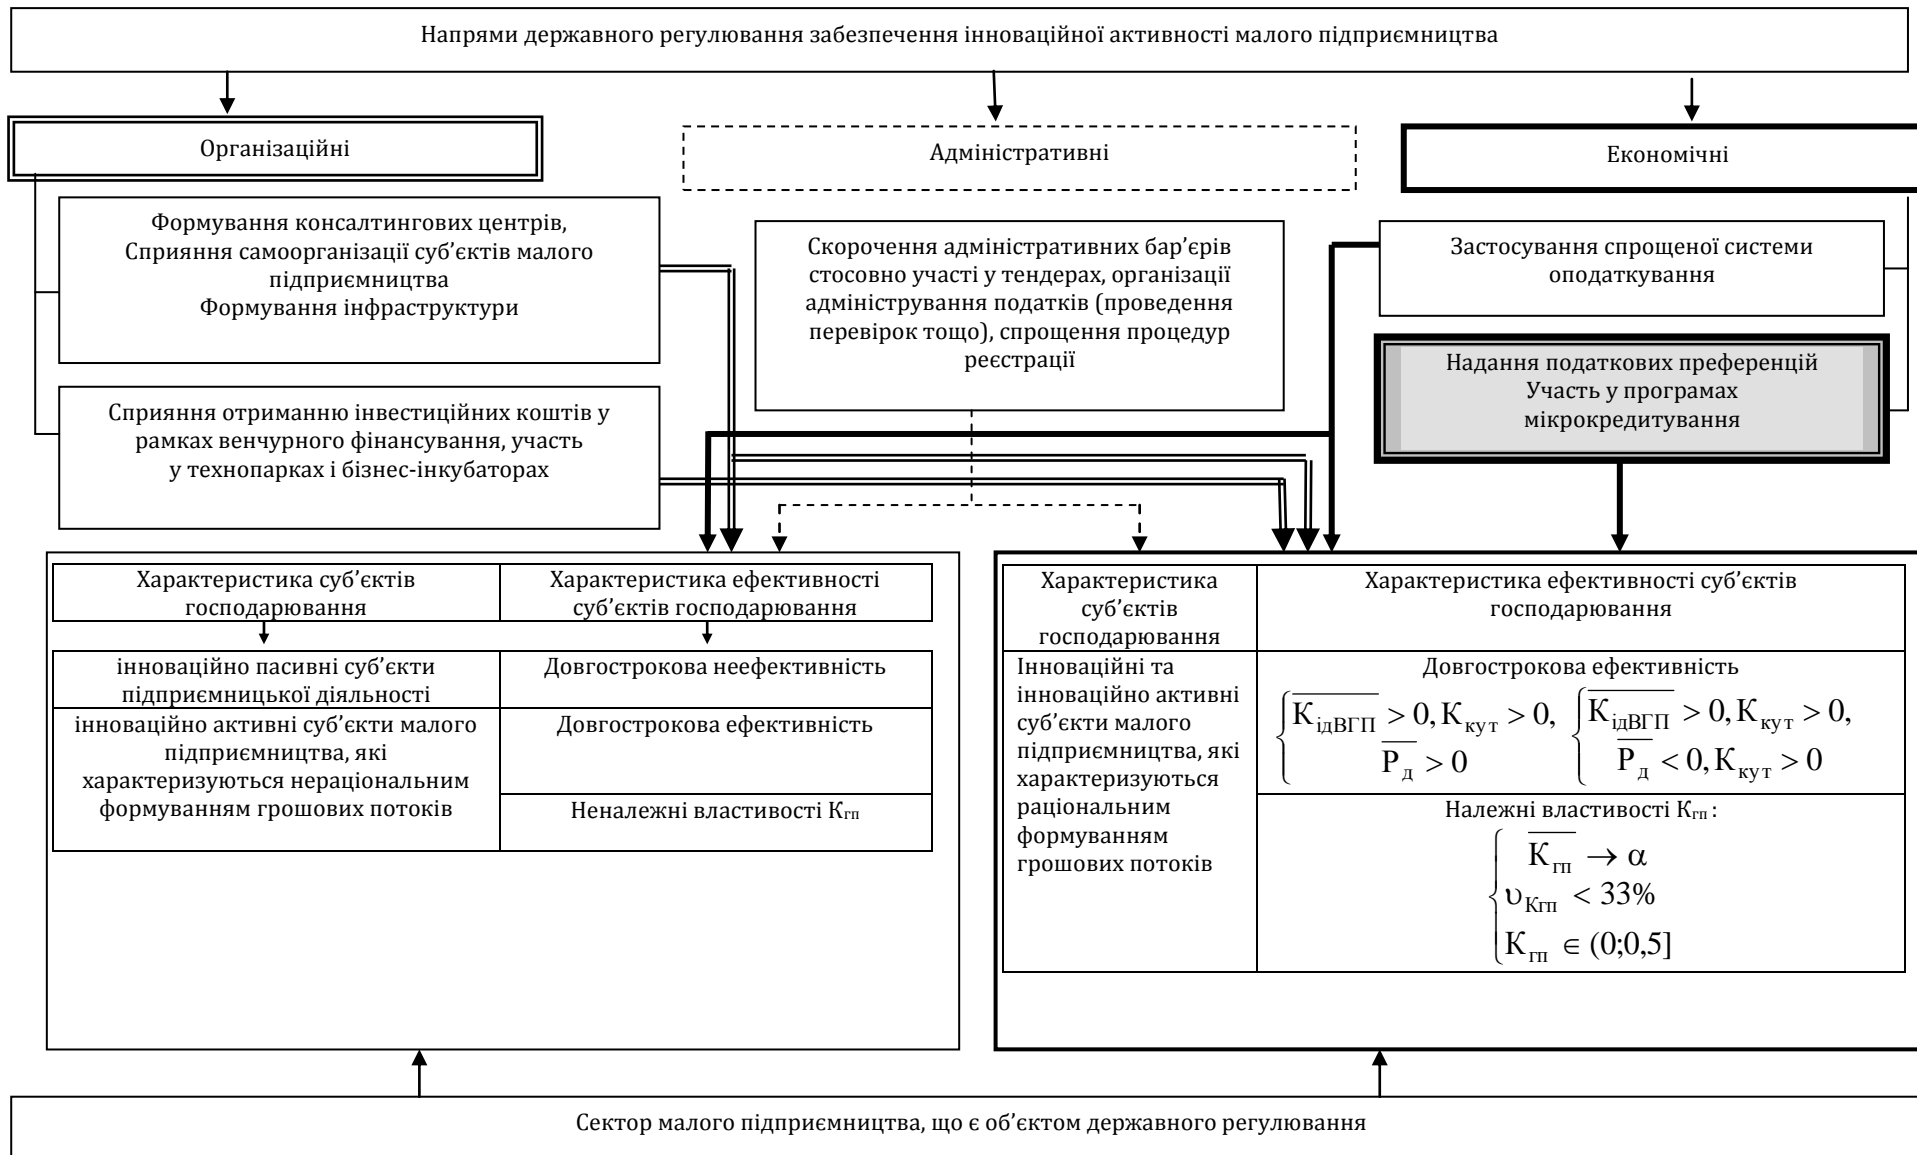 Напрями державного регулювання забезпечення інноваційної активності малого підприємництва
Організаційні
Адміністративні
Економічні
Формування консалтингових центрів,
Сприяння самоорганізації суб’єктів малого
підприємництва
Формування інфраструктури
Сприяння отриманню інвестиційних коштів у
рамках венчурного фінансування, участь
у технопарках і бізнес-інкубаторах
Скорочення адміністративних бар’єрів
стосовно участі у тендерах, організації
адміністрування податків (проведення
перевірок тощо), спрощення процедур
реєстрації
Застосування спрощеної системи
оподаткування
Надання податкових преференцій
Участь у програмах
мікрокредитування
Характеристика суб’єктів
господарювання
Характеристика ефективності
суб’єктів господарювання
інноваційно пасивні суб’єкти
підприємницької діяльності
Довгострокова неефективність
інноваційно активні суб’єкти малого
підприємництва, які
характеризуються нераціональним
формуванням грошових потоків
Довгострокова ефективність
Неналежні властивості Кгп
Характеристика
суб’єктів
господарювання
Характеристика ефективності суб’єктів
господарювання
Інноваційні та
інноваційно активні
суб’єкти малого
підприємництва, які
характеризуються
раціональним
формуванням
грошових потоків
Довгострокова ефективність
{ K̅ідВГП > 0, Ккут > 0,
P̅д > 0
{ K̅ідВГП > 0, Ккут > 0,
P̅д < 0, Ккут > 0
Належні властивості Кгп :
{ K̅гп → α
υКгп < 33%
Кгп ∈ (0;0,5]
Сектор малого підприємництва, що є об’єктом державного регулювання